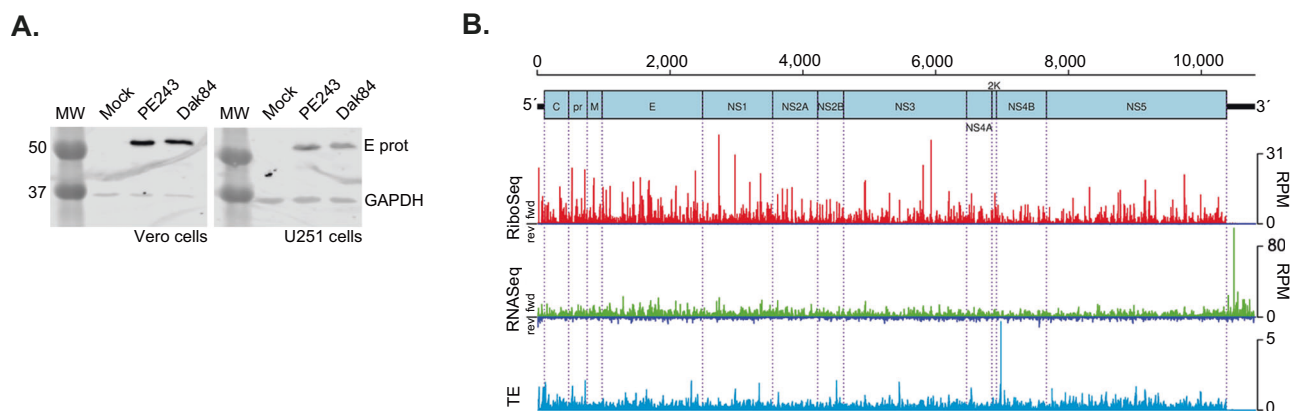 A.
MW Mock PE243 Dak84
MW Mock PE243 Dak84
50
E prot
37
GAPDH
Vero cells
U251 cells
B.
0 2,000 4,000 6,000 8,000 10,000
2K
5´ C pr M E NS1 NS2A NS2B NS3 NS4B NS5 3´
NS4A
RiboSeq
rev fwd
31
0
RPM
RNASeq
rev fwd
80
0
RPM
TE
5
0